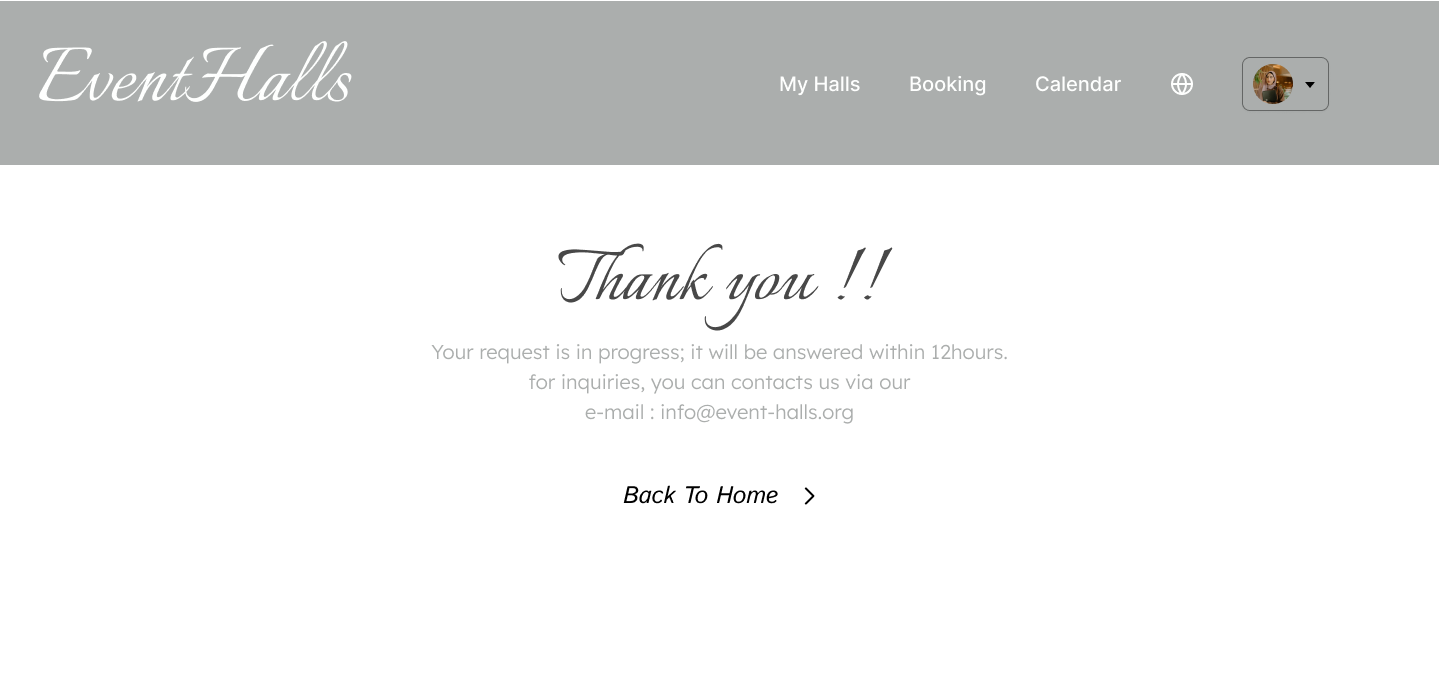 EventHalls
My Halls Booking Calendar
Thank you !!
Your request is in progress; it will be answered within 12hours.
for inquiries, you can contacts us via our
e-mail : info@event-halls.org
Back To Home